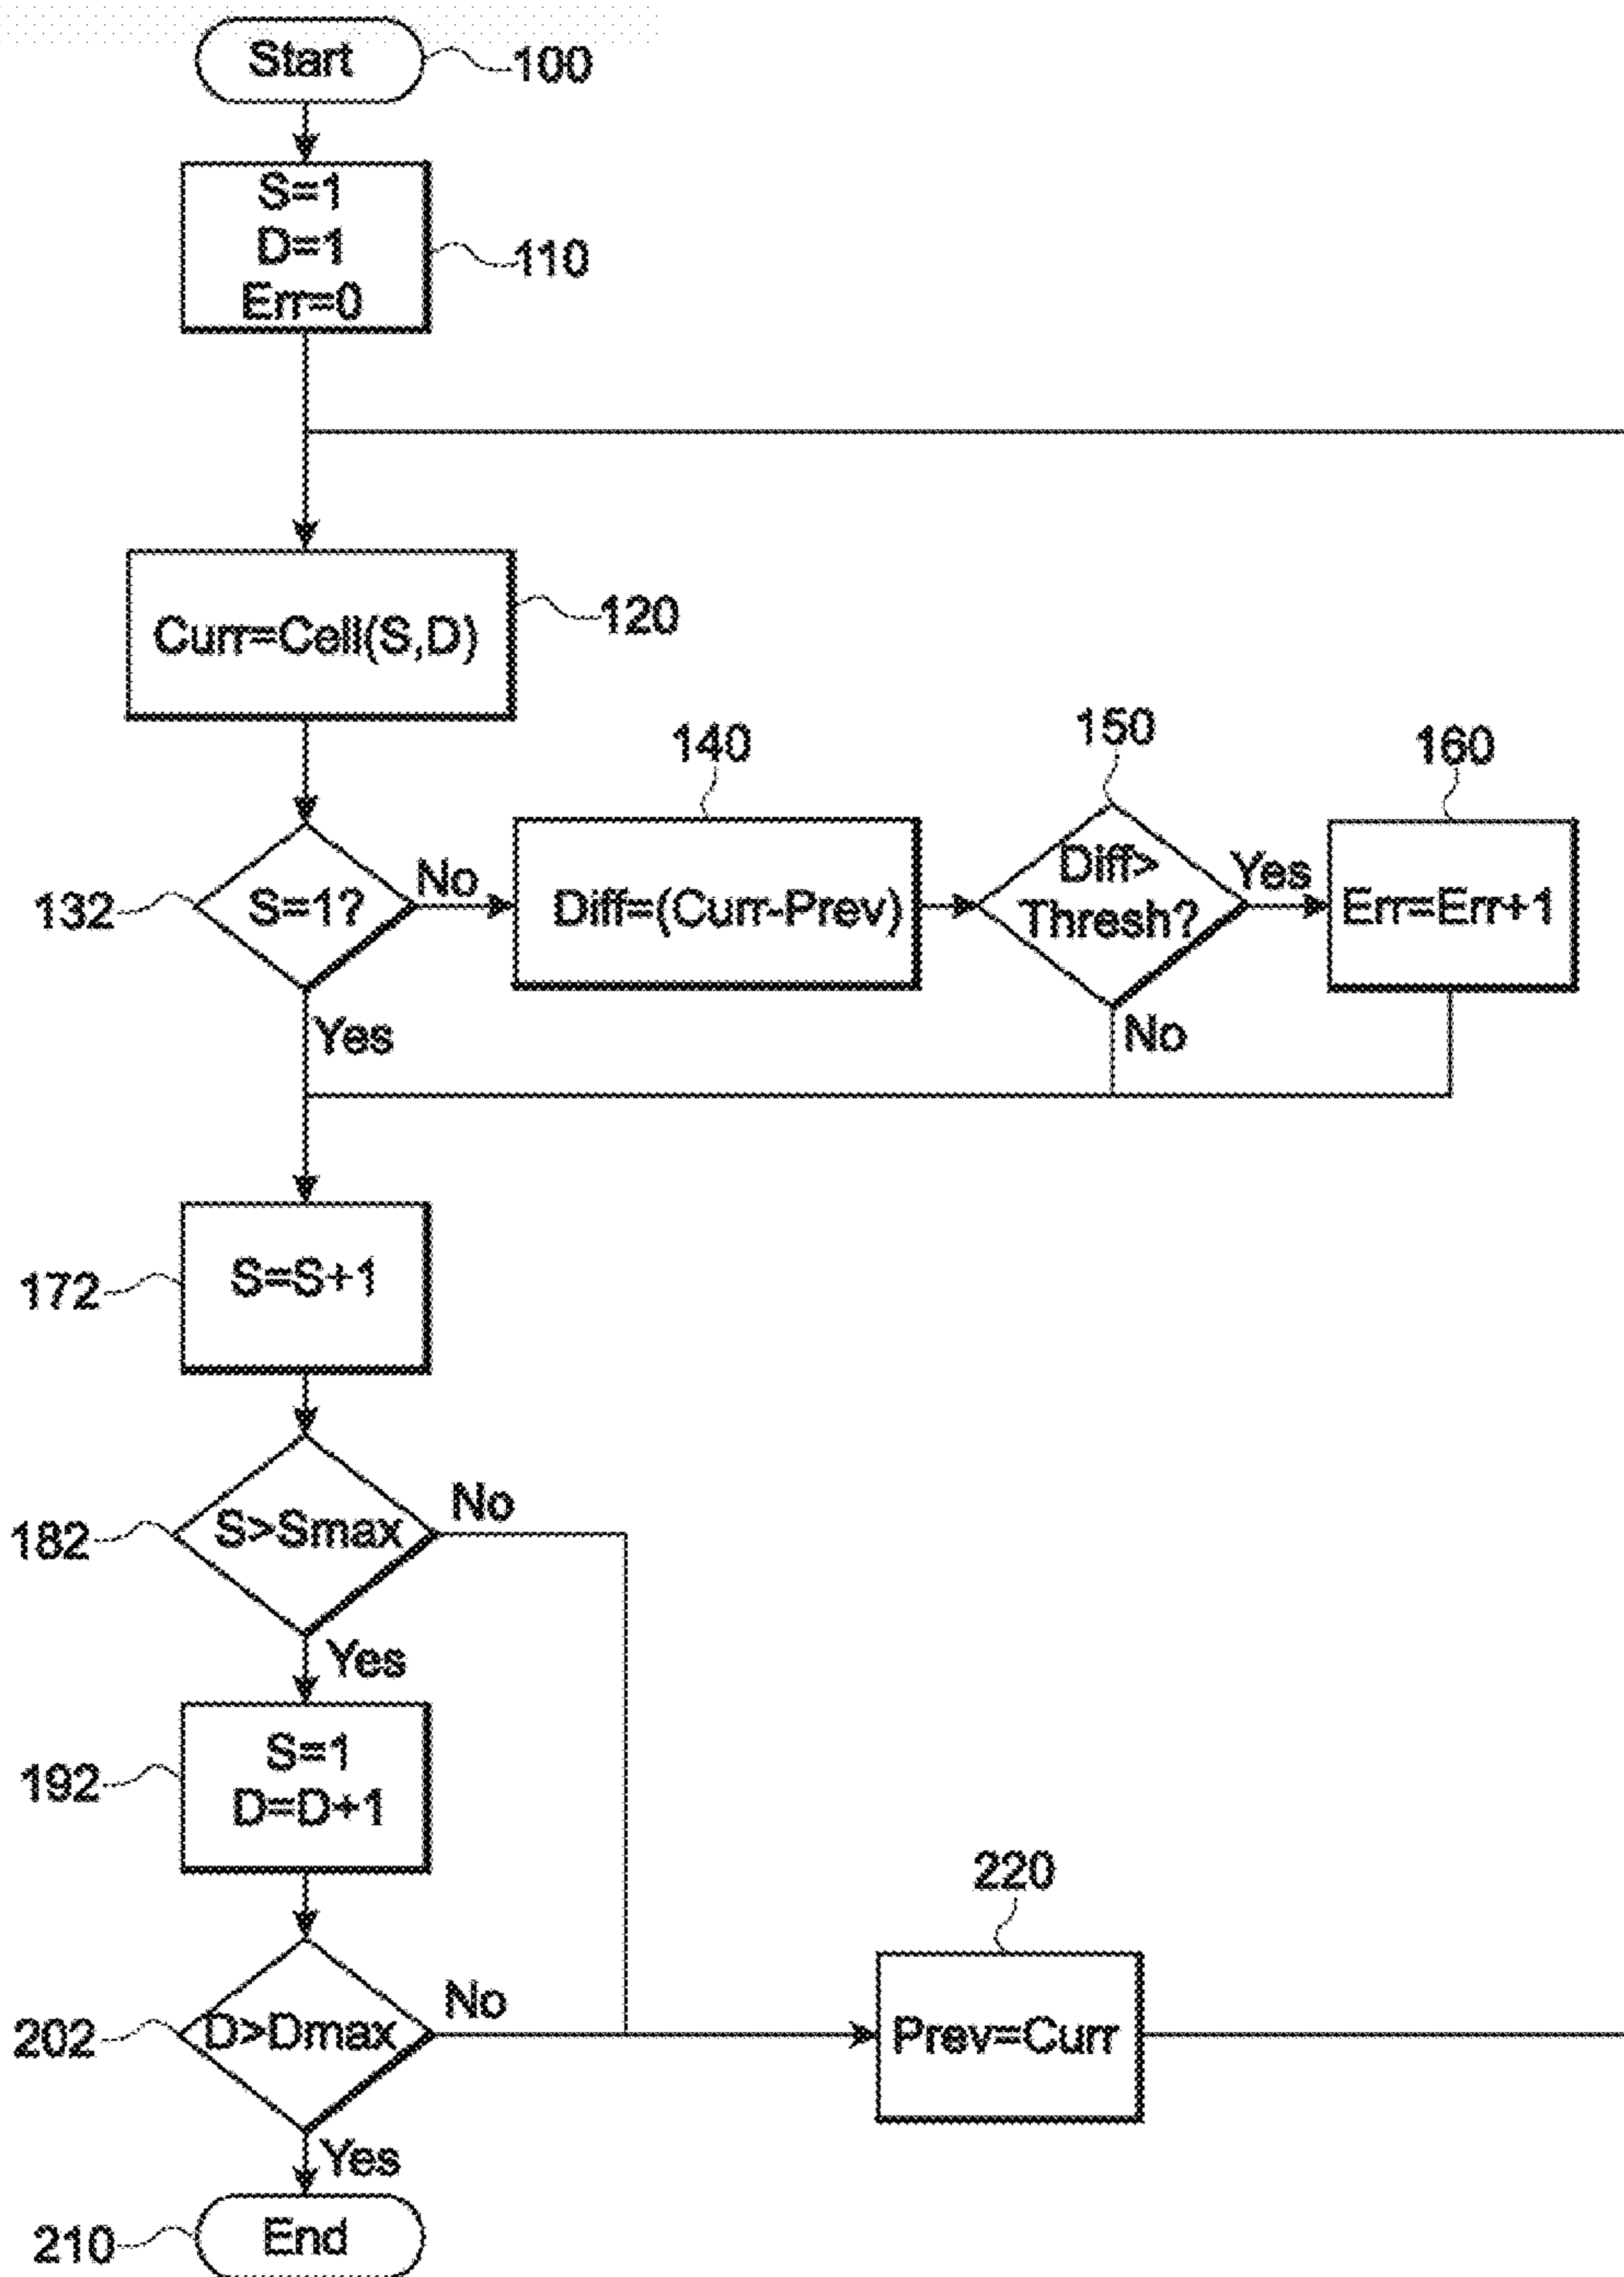 Start
100
S=1
D=1
Err=0
110
Curr=Cell(S,D)
120
132
S=1?
No
Yes
140
Diff=(Curr-Prev)
150
Diff>
Thresh?
Yes
No
160
Err=Err+1
172
S=S+1
182
S>Smax
No
Yes
192
S=1
D=D+1
202
D>Dmax
No
Yes
220
Prev=Curr
210
End